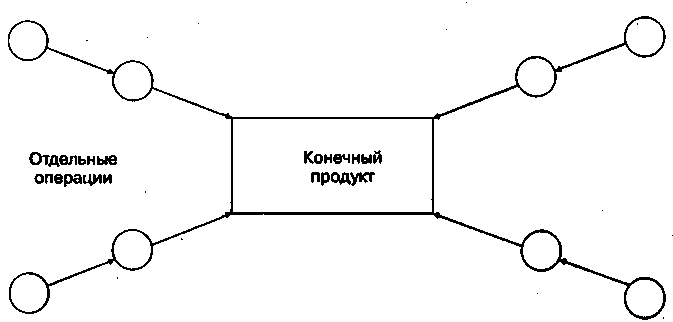 Отдельные
операции
Конечный
продукт